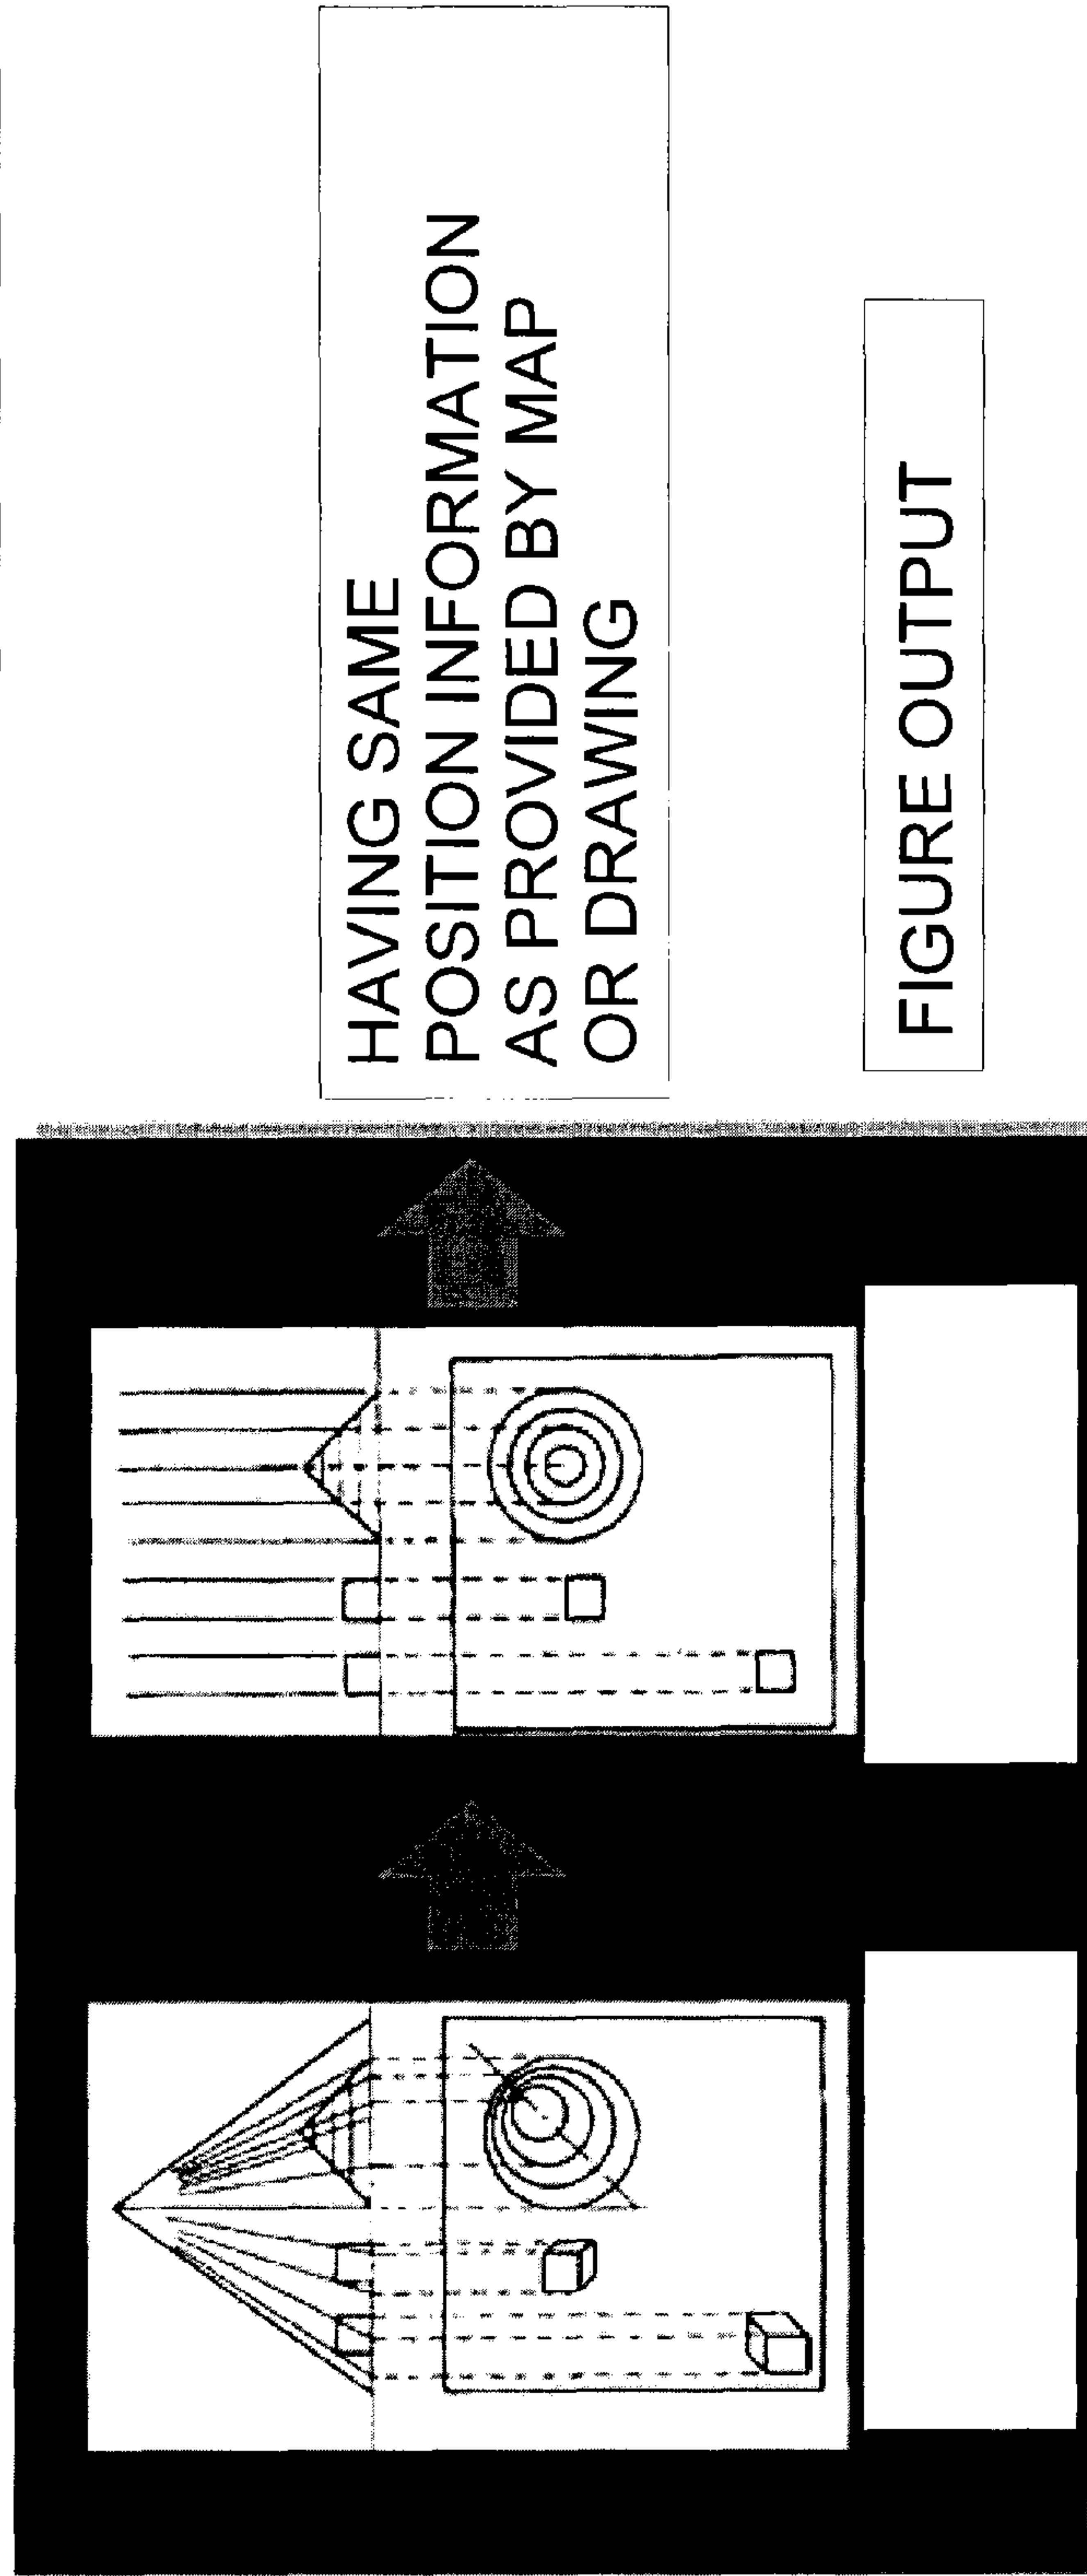 HAVING SAME
POSITION INFORMATION
AS PROVIDED BY MAP
OR DRAWING
FIGURE OUTPUT